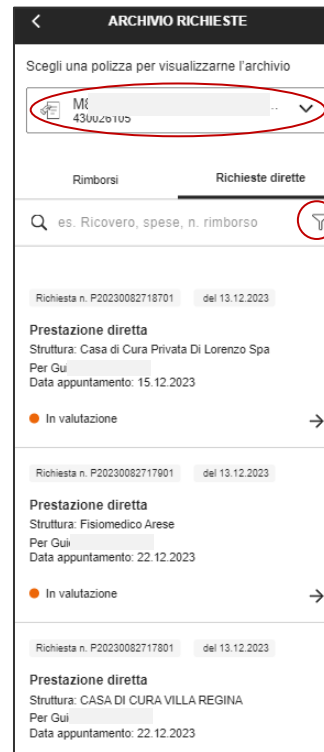 ARCHIVIO RICHIESTE
Scegli una polizza per visualizzarne l'archivio
430026105
Rimborsi
Richieste dirette
es. Ricovero, spese, n. rimborso
Richiesta n. P20230082718701 del 13.12.2023
Prestazione diretta
Struttura: Casa di Cura Privata Di Lorenzo Spa
Per Gu
Data appuntamento: 15.12.2023
In valutazione
Richiesta n. P20230082717901 del 13.12.2023
Prestazione diretta
Struttura: Fisiomedico Arese
Per Gui
Data appuntamento: 22.12.2023
In valutazione
Richiesta n. P20230082717801 del 13.12.2023
Prestazione diretta
Struttura: CASA DI CURA VILLA REGINA
Per Gui
Data appuntamento: 22.12.2023